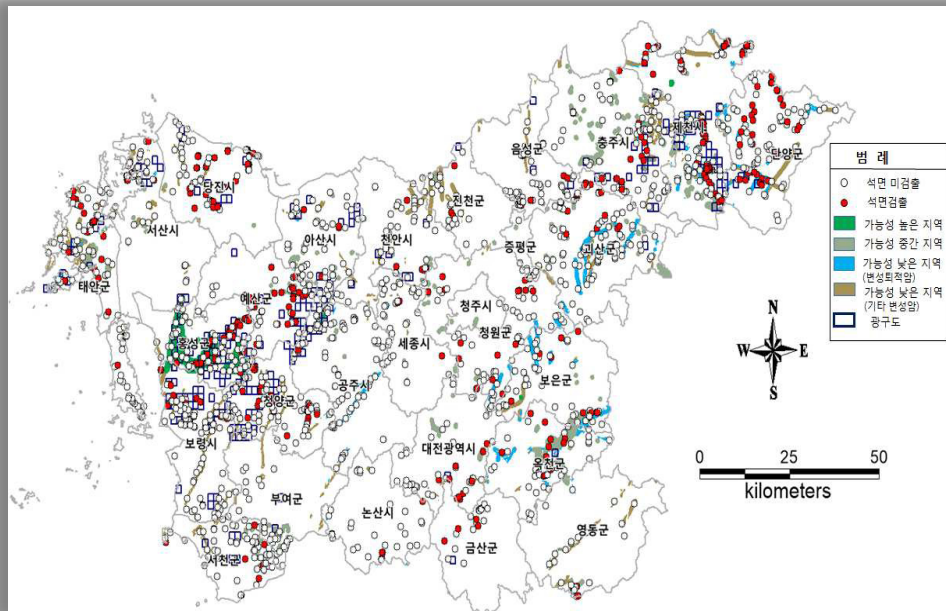 음성군
충주시
제천시
단양군
당진시
진천군
서산시
아산시
천안시
증평군
괴산군
태안군
예산군
청주시
홍성군
세종시
청원군
공주시
보은군
청양군
보령시
대전광역시
옥천군
부여군
논산시
영동군
서천군
금산군
범 례
석면 미검출
석면검출
가능성 높은 지역
가능성 중간 지역
가능성 낮은 지역
(변성퇴적암)
가능성 낮은 지역
(기타 변성암)
광구도
N
W E
S
0 25 50
kilometers